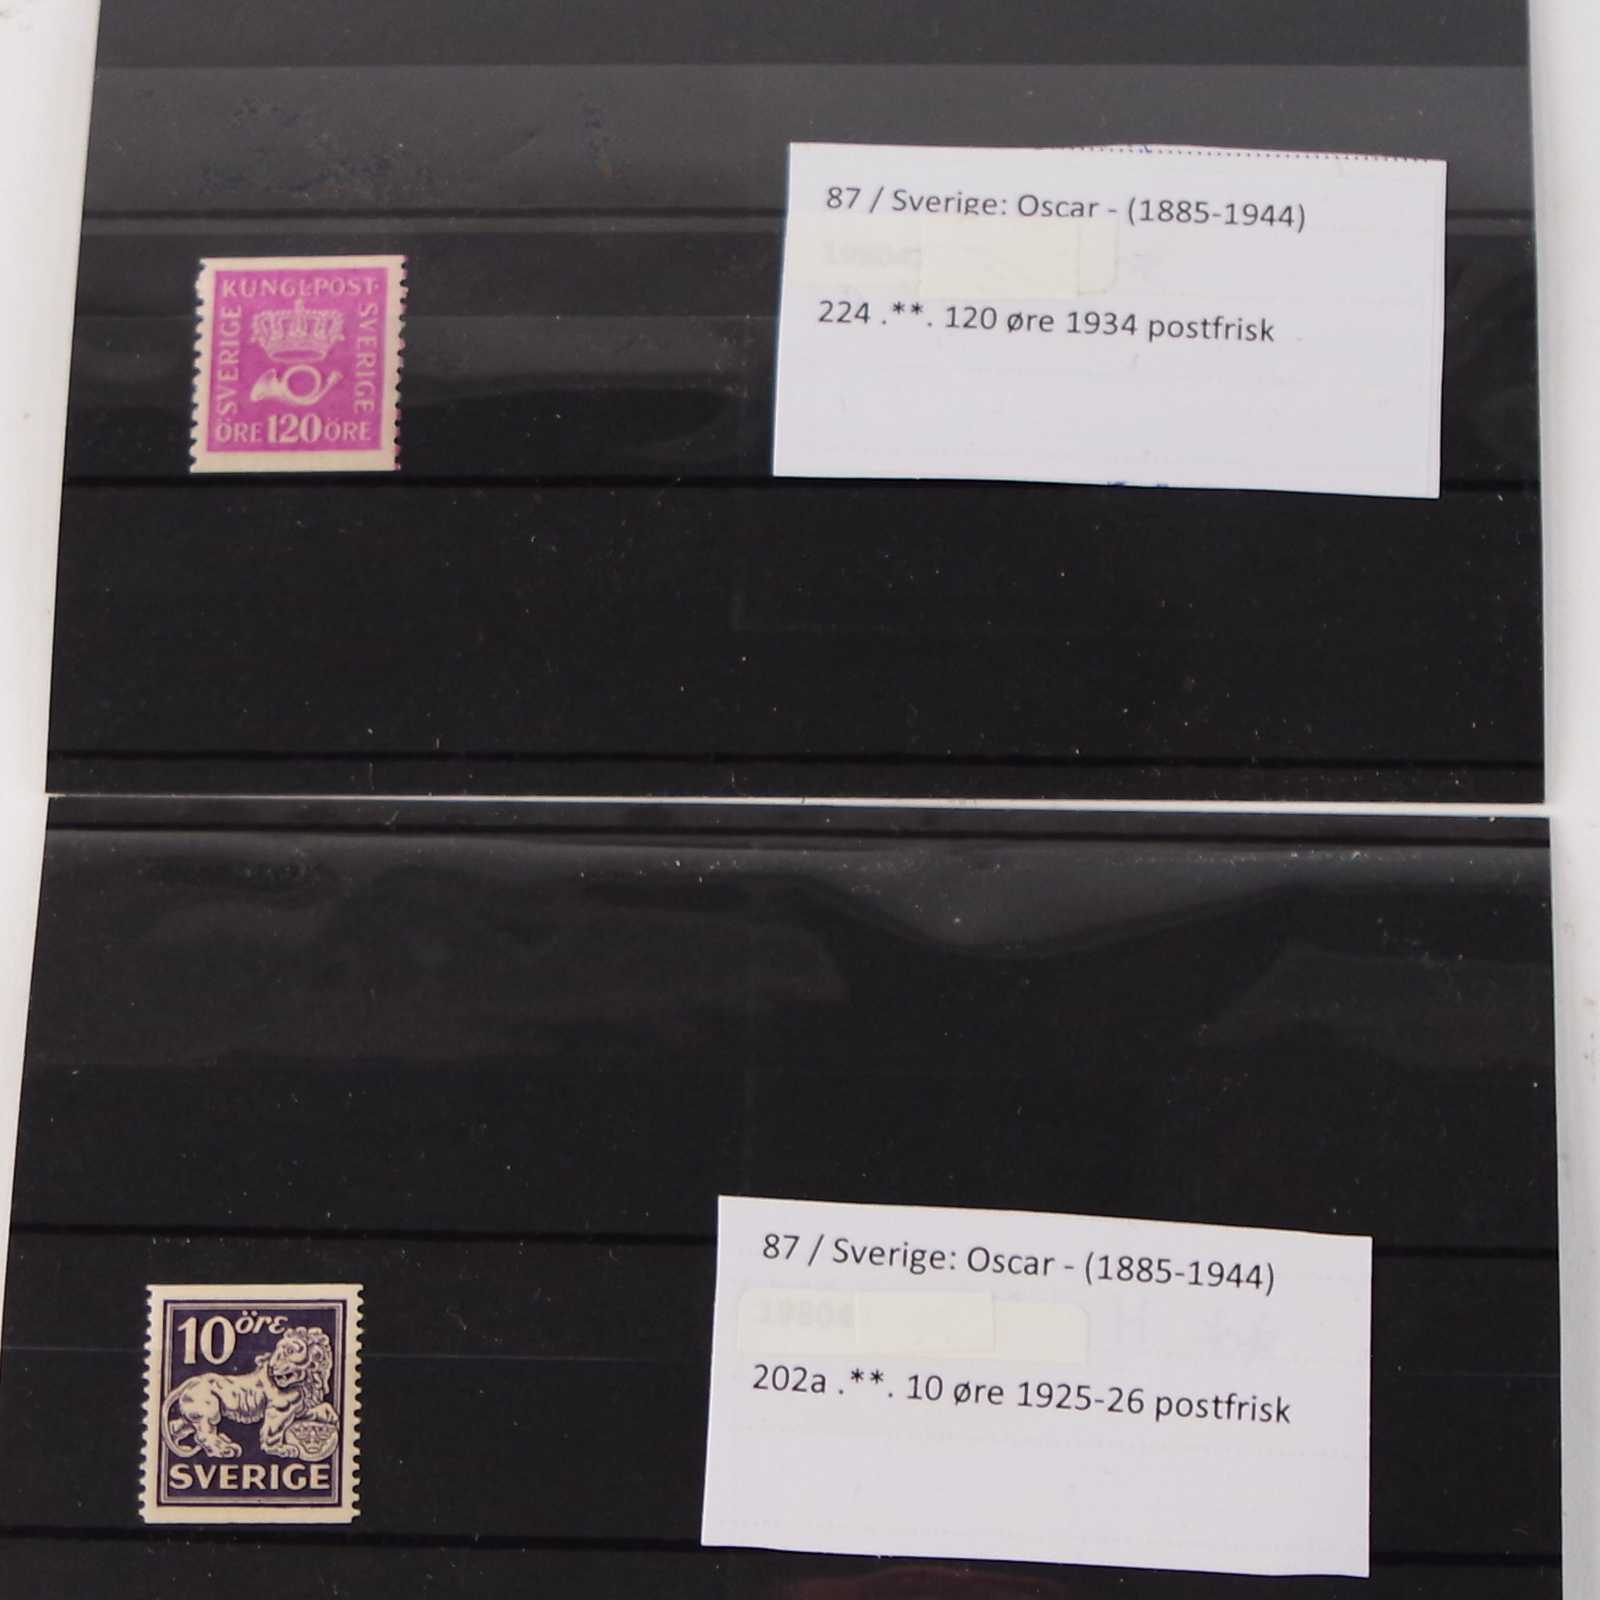 KUNGL·POST·
SVERIGE
SVERIGE
ÖRE 120 ÖRE
87 / Sverige: Oscar - (1885-1944)
224 .**. 120 øre 1934 postfrisk
10 öre
SVERIGE
87 / Sverige: Oscar - (1885-1944)
202a .**. 10 øre 1925-26 postfrisk